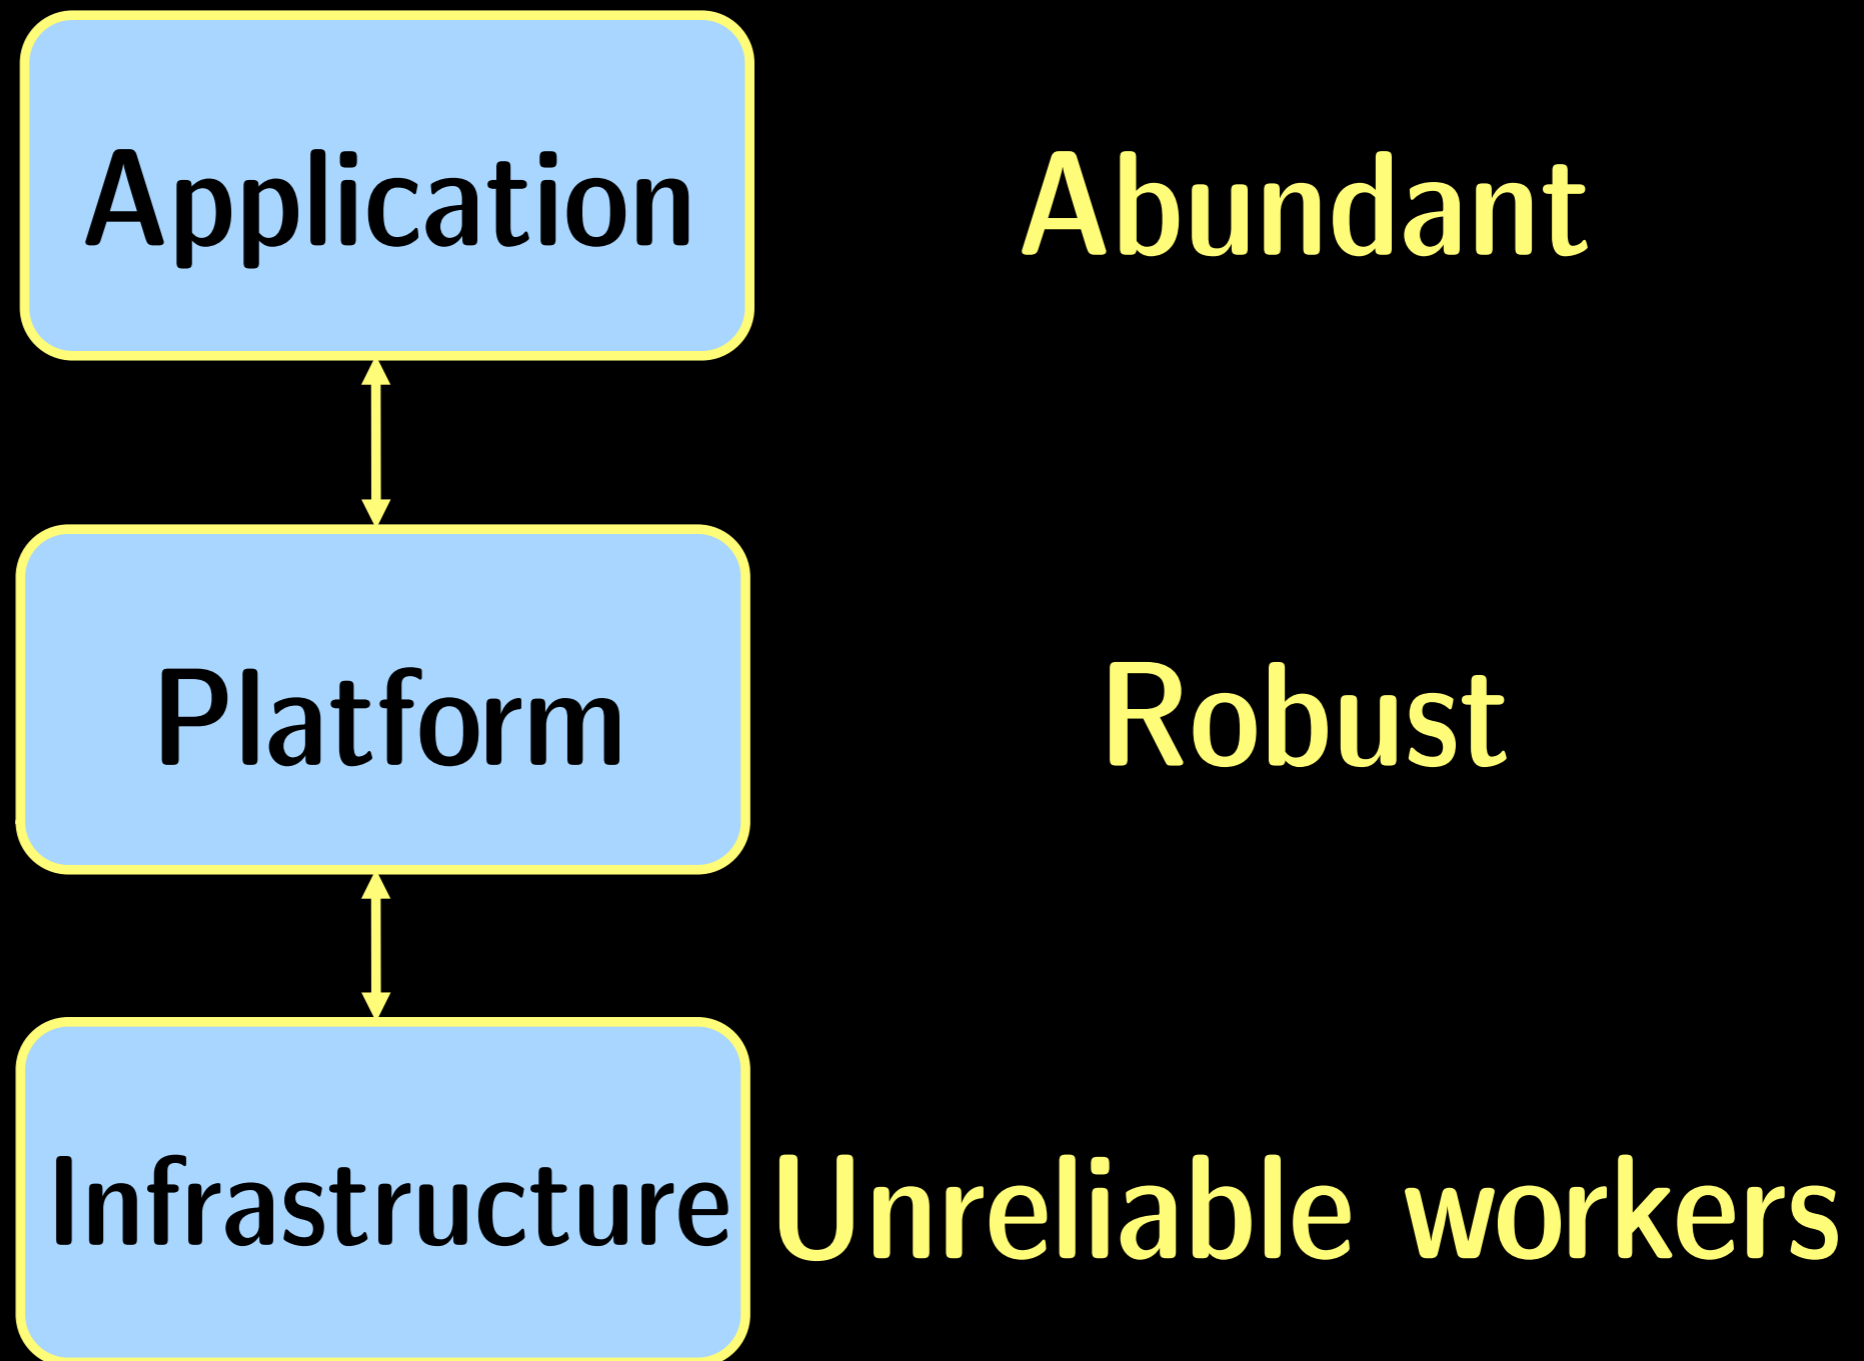 Application
Abundant
Platform
Robust
Infrastructure
Unreliable workers